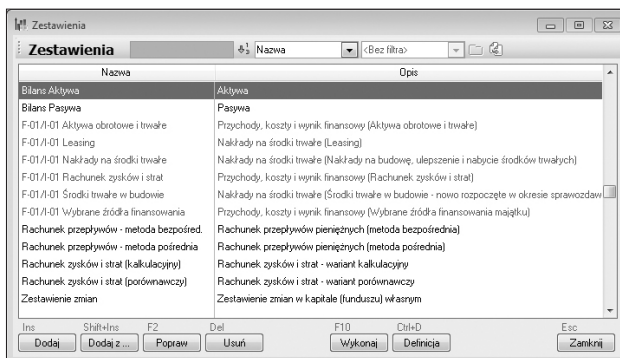 Zestawienia
Zestawienia Nazwa <Bez filtra>
Nazwa Opis
Bilans Aktywa Aktywa
Bilans Pasywa Pasywa
F-01/I-01 Aktywa obrotowe i trwałe Przychody, koszty i wynik finansowy (Aktywa obrotowe i trwałe)
F-01/I-01 Leasing Nakłady na środki trwałe (Leasing)
F-01/I-01 Nakłady na środki trwałe Nakłady na środki trwałe (Nakłady na budowę, ulepszenie i nabycie środków trwałych)
F-01/I-01 Rachunek zysków i strat Przychody, koszty i wynik finansowy (Rachunek zysków i strat)
F-01/I-01 Środki trwałe w budowie Nakłady na środki trwałe (Środki trwałe w budowie - nowo rozpoczęte w okresie sprawozdaw
F-01/I-01 Wybrane źródła finansowania Przychody, koszty i wynik finansowy (Wybrane źródła finansowania majątku)
Rachunek przepływów - metoda bezpośred. Rachunek przepływów pieniężnych (metoda bezpośrednia)
Rachunek przepływów - metoda pośrednia Rachunek przepływów pieniężnych (metoda pośrednia)
Rachunek zysków i strat (kalkulacyjny) Rachunek zysków i strat - wariant kalkulacyjny
Rachunek zysków i strat (porównawczy) Rachunek zysków i strat - wariant porównawczy
Zestawienie zmian Zestawienie zmian w kapitale (funduszu) własnym
Ins Shift+Ins F2 Del F10 Ctrl+D Esc
Dodaj Dodaj z ... Popraw Usuń Wykonaj Definicja Zamknij